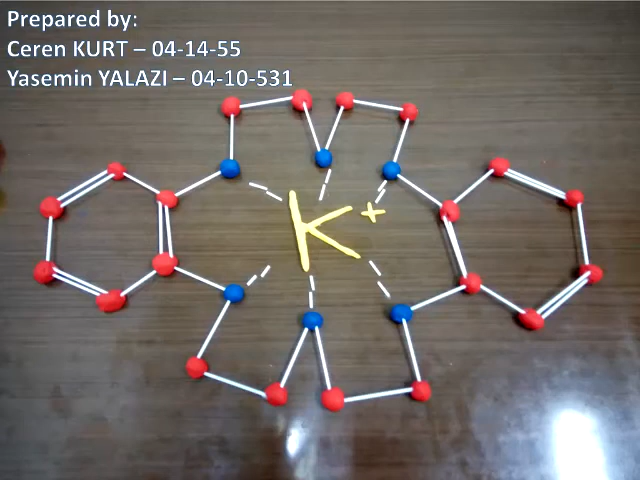 Prepared by:
Ceren KURT – 04-14-55
Yasemin YALAZI – 04-10-531
K+